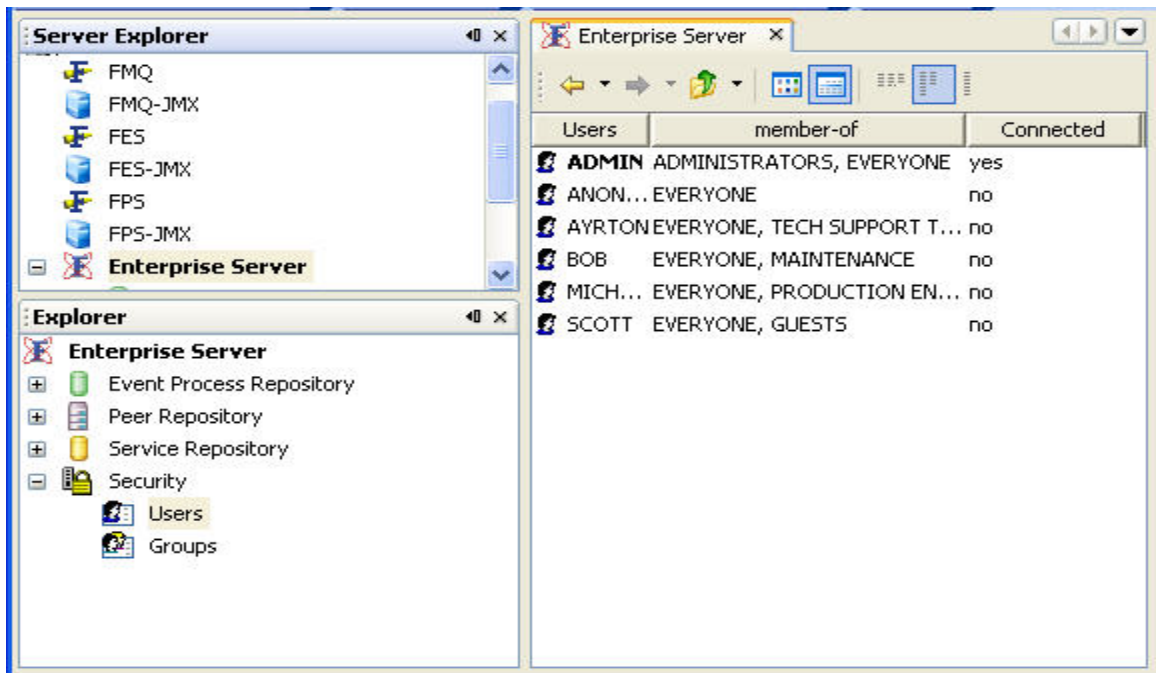 Server Explorer
FMQ
FMQ-JMX
FES
FES-JMX
FPS
FPS-JMX
Enterprise Server
Explorer
Enterprise Server
Event Process Repository
Peer Repository
Service Repository
Security
Users
Groups
Enterprise Server
Users member-of Connected
ADMIN ADMINISTRATORS, EVERYONE yes
ANON... EVERYONE no
AYRTON EVERYONE, TECH SUPPORT T... no
BOB EVERYONE, MAINTENANCE no
MICH... EVERYONE, PRODUCTION EN... no
SCOTT EVERYONE, GUESTS no